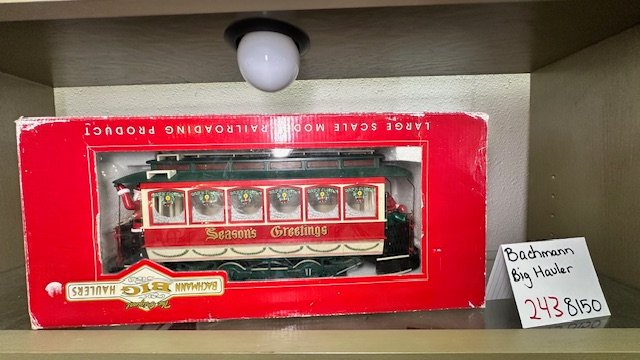 LARGE SCALE MODEL RAILROADING PRODUCT
Season's Greetings
BACHMANN
BIG HAULERS
Bachmann
Big Hauler
243 8150